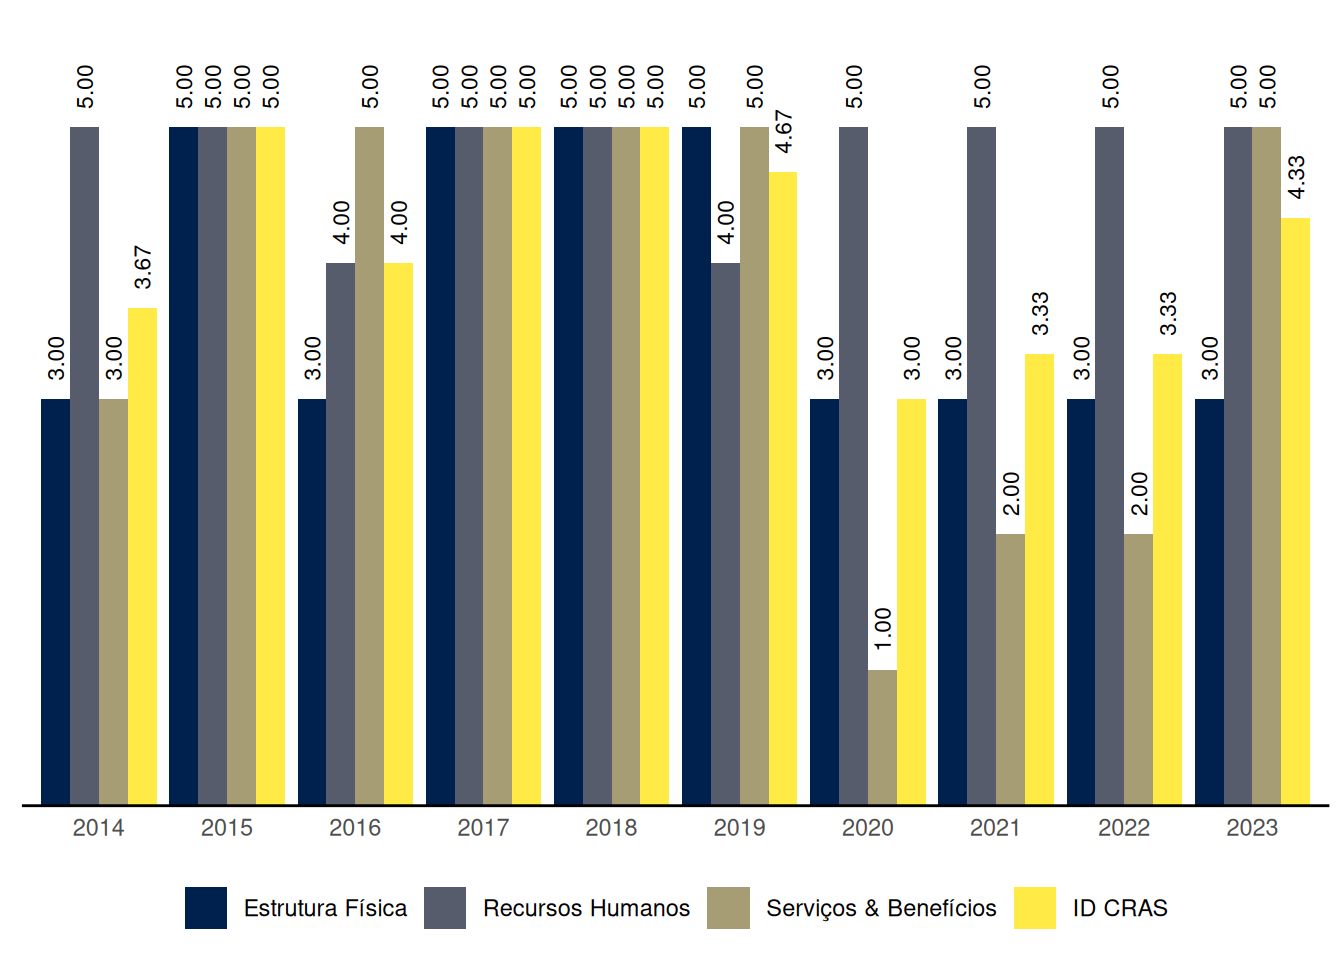 5.00 5.00 5.00 5.00 5.00 5.00 5.00 5.00 5.00 5.00 5.00 5.00 5.00 5.00 5.00 5.00 5.00 5.00 5.00 5.00
4.67
4.33
4.00 4.00 4.00
3.67
3.33 3.33
3.00 3.00 3.00 3.00 3.00 3.00 3.00 3.00
2.00 2.00
1.00
2014 2015 2016 2017 2018 2019 2020 2021 2022 2023
Estrutura Física Recursos Humanos Serviços & Benefícios ID CRAS